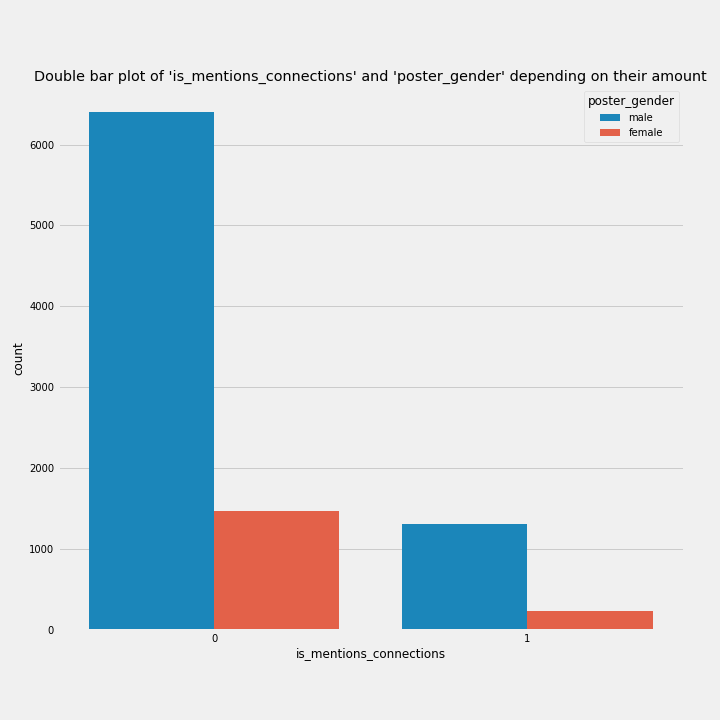 Double bar plot of 'is_mentions_connections' and 'poster_gender' depending on their amount
poster_gender
male
female
6000
5000
4000
3000
2000
1000
0
count
0
1
is_mentions_connections